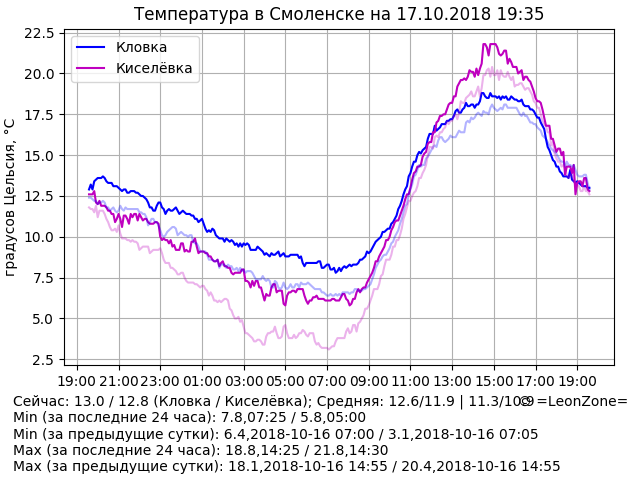 Температура в Смоленске на 17.10.2018 19:35
Кловка
Киселёвка
градусов Цельсия, °C
22.5
20.0
17.5
15.0
12.5
10.0
7.5
5.0
2.5
19:00 21:00 23:00 01:00 03:00 05:00 07:00 09:00 11:00 13:00 15:00 17:00 19:00
Сейчас: 13.0 / 12.8 (Кловка / Киселёвка); Средняя: 12.6/11.9 | 11.3/10.9 =LeonZone=
Min (за последние 24 часа): 7.8,07:25 / 5.8,05:00
Min (за предыдущие сутки): 6.4,2018-10-16 07:00 / 3.1,2018-10-16 07:05
Max (за последние 24 часа): 18.8,14:25 / 21.8,14:30
Max (за предыдущие сутки): 18.1,2018-10-16 14:55 / 20.4,2018-10-16 14:55